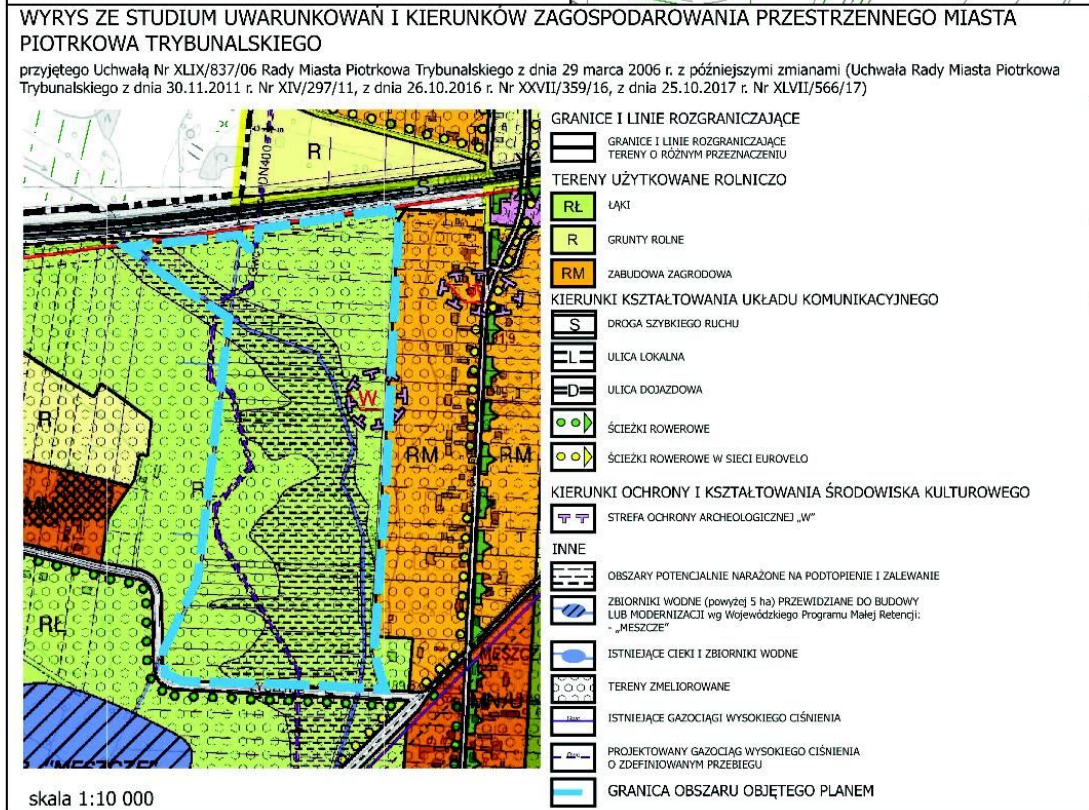 WYRYS ZE STUDIUM UWARUNKOWAŃ I KIERUNKÓW ZAGOSPODAROWANIA PRZESTRZENNEGO MIASTA
PIOTRKOWA TRYBUNALSKIEGO
przyjętego Uchwałą Nr XLIX/837/06 Rady Miasta Piotrkowa Trybunalskiego z dnia 29 marca 2006 r. z późniejszymi zmianami (Uchwała Rady Miasta Piotrkowa
Trybunalskiego z dnia 30.11.2011 r. Nr XIV/297/11, z dnia 26.10.2016 r. Nr XXVII/359/16, z dnia 25.10.2017 r. Nr XLVII/566/17)
DN400
R
S
W
R
RM
RM
R
RŁ
MESZCZ
MN/U
"MESZCZE"
skala 1:10 000
GRANICE I LINIE ROZGRANICZAJĄCE
GRANICE I LINIE ROZGRANICZAJĄCE
TERENY O RÓŻNYM PRZEZNACZENIU
TERENY UŻYTKOWANE ROLNICZO
RŁ ŁĄKI
R GRUNTY ROLNE
RM ZABUDOWA ZAGRODOWA
KIERUNKI KSZTAŁTOWANIA UKŁADU KOMUNIKACYJNEGO
S DROGA SZYBKIEGO RUCHU
L ULICA LOKALNA
D ULICA DOJAZDOWA
ŚCIEŻKI ROWEROWE
ŚCIEŻKI ROWEROWE W SIECI EUROVELO
KIERUNKI OCHRONY I KSZTAŁTOWANIA ŚRODOWISKA KULTUROWEGO
STREFA OCHRONY ARCHEOLOGICZNEJ „W"
INNE
OBSZARY POTENCJALNIE NARAŻONE NA PODTOPIENIE I ZALEWANIE
ZBIORNIKI WODNE (powyżej 5 ha) PRZEWIDZIANE DO BUDOWY
LUB MODERNIZACJI wg Wojewódzkiego Programu Małej Retencji:
- „MESZCZE"
ISTNIEJĄCE CIEKI I ZBIORNIKI WODNE
TERENY ZMELIOROWANE
ISTNIEJĄCE GAZOCIĄGI WYSOKIEGO CIŚNIENIA
PROJEKTOWANY GAZOCIĄG WYSOKIEGO CIŚNIENIA
O ZDEFINIOWANYM PRZEBIEGU
GRANICA OBSZARU OBJĘTEGO PLANEM